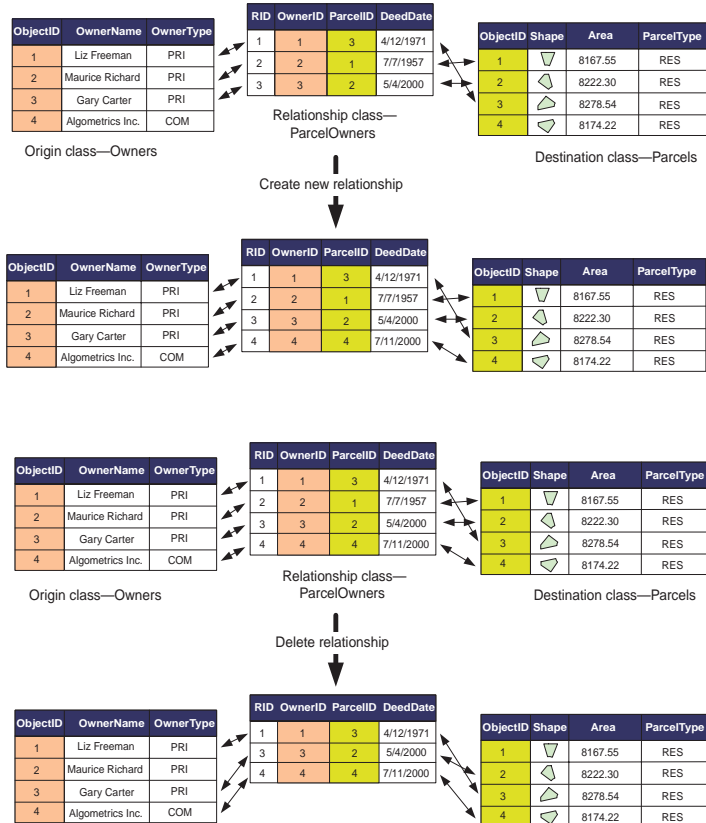 ObjectID OwnerName OwnerType
1 Liz Freeman PRI
2 Maurice Richard PRI
3 Gary Carter PRI
4 Algometrics Inc. COM
Origin class—Owners
RID OwnerID ParcelID DeedDate
1 1 3 4/12/1971
2 2 1 7/7/1957
3 3 2 5/4/2000
Relationship class—
ParcelOwners
ObjectID Shape Area ParcelType
1 8167.55 RES
2 8222.30 RES
3 8278.54 RES
4 8174.22 RES
Destination class—Parcels
Create new relationship
ObjectID OwnerName OwnerType
1 Liz Freeman PRI
2 Maurice Richard PRI
3 Gary Carter PRI
4 Algometrics Inc. COM
RID OwnerID ParcelID DeedDate
1 1 3 4/12/1971
2 2 1 7/7/1957
3 3 2 5/4/2000
4 4 4 7/11/2000
ObjectID Shape Area ParcelType
1 8167.55 RES
2 8222.30 RES
3 8278.54 RES
4 8174.22 RES
ObjectID OwnerName OwnerType
1 Liz Freeman PRI
2 Maurice Richard PRI
3 Gary Carter PRI
4 Algometrics Inc. COM
Origin class—Owners
RID OwnerID ParcelID DeedDate
1 1 3 4/12/1971
2 2 1 7/7/1957
3 3 2 5/4/2000
4 4 4 7/11/2000
Relationship class—
ParcelOwners
ObjectID Shape Area ParcelType
1 8167.55 RES
2 8222.30 RES
3 8278.54 RES
4 8174.22 RES
Destination class—Parcels
Delete relationship
ObjectID OwnerName OwnerType
1 Liz Freeman PRI
2 Maurice Richard PRI
3 Gary Carter PRI
4 Algometrics Inc. COM
RID OwnerID ParcelID DeedDate
1 1 3 4/12/1971
3 3 2 5/4/2000
4 4 4 7/11/2000
ObjectID Shape Area ParcelType
1 8167.55 RES
2 8222.30 RES
3 8278.54 RES
4 8174.22 RES